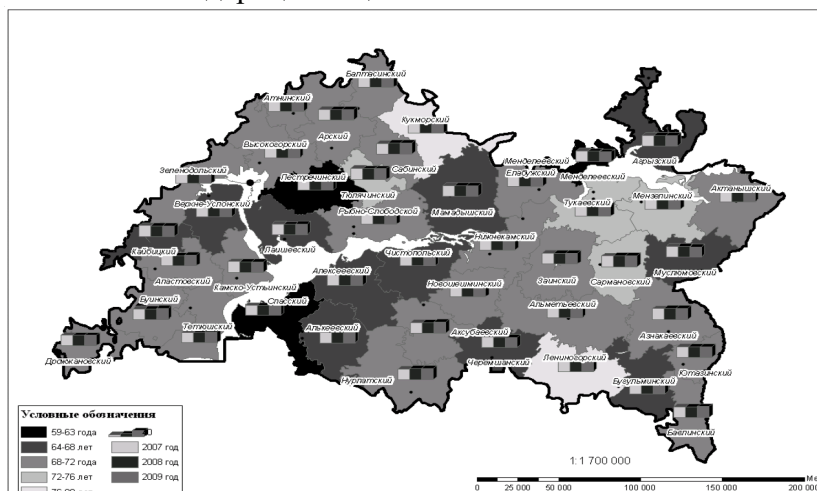 Балтасинский
Атнинский
Кукморский
Арский
Высокогорский
Сабинский
Менделеевский
Агрызский
Зеленодольский
Пестречинский
Елабужский
Менделеевский
Актанышский
Тюлячинский
Мензелинский
Верхне-Услонский
Рыбно-Слободской
Мамадышский
Тукаевский
Нижнекамский
Кайбицкий
Лаишевский
Чистопольский
Муслюмовский
Апастовский
Алексеевский
Заинский
Сармановский
Камско-Устьинский
Новошешминский
Буинский
Спасский
Альметьевский
Азнакаевский
Тетюшский
Алькеевский
Аксубаевский
Дрожжановский
Черемшанский
Лениногорский
Ютазинский
Нурлатский
Бугульминский
Бавлинский
Условные обозначения
59-63 года
64-68 лет
2007 год
68-72 года
2008 год
72-76 лет
2009 год
1:1 700 000
0 25 000 50 000 100 000 150 000 200 000